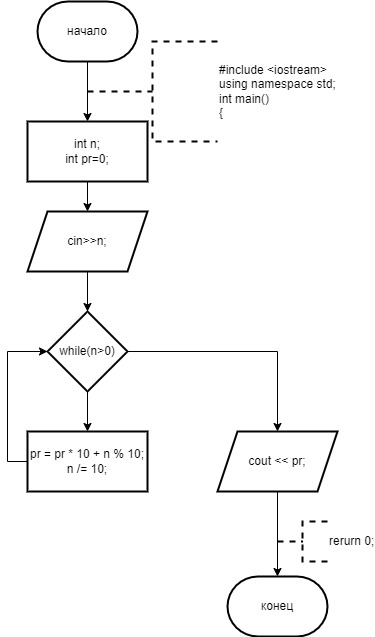 начало
#include <iostream>
using namespace std;
int main()
{
int n;
int pr=0;
cin>>n;
while(n>0)
pr = pr * 10 + n % 10;
n /= 10;
cout << pr;
rerurn 0;
конец